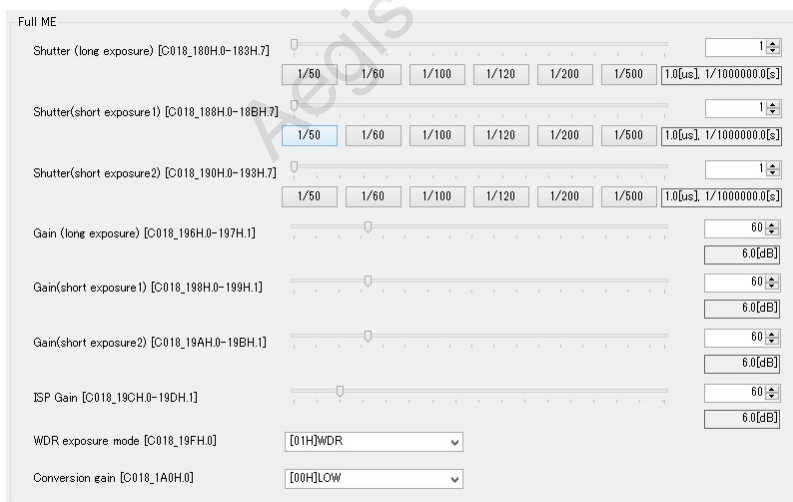 Full ME
Shutter (long exposure) [C018_180H.0-183H.7]
1
1/50 1/60 1/100 1/120 1/200 1/500 1.0[us], 1/1000000.0[s]
Shutter(short exposure1) [C018_188H.0-18BH.7]
1
1/50 1/60 1/100 1/120 1/200 1/500 1.0[us], 1/1000000.0[s]
Shutter(short exposure2) [C018_190H.0-193H.7]
1
1/50 1/60 1/100 1/120 1/200 1/500 1.0[us], 1/1000000.0[s]
Gain (long exposure) [C018_196H.0-197H.1]
60
6.0[dB]
Gain(short exposure1) [C018_198H.0-199H.1]
60
6.0[dB]
Gain(short exposure2) [C018_19AH.0-19BH.1]
60
6.0[dB]
ISP Gain [C018_19CH.0-19DH.1]
60
6.0[dB]
WDR exposure mode [C018_19FH.0] [01H]WDR
Conversion gain [C018_1A0H.0] [00H]LOW
Aegis